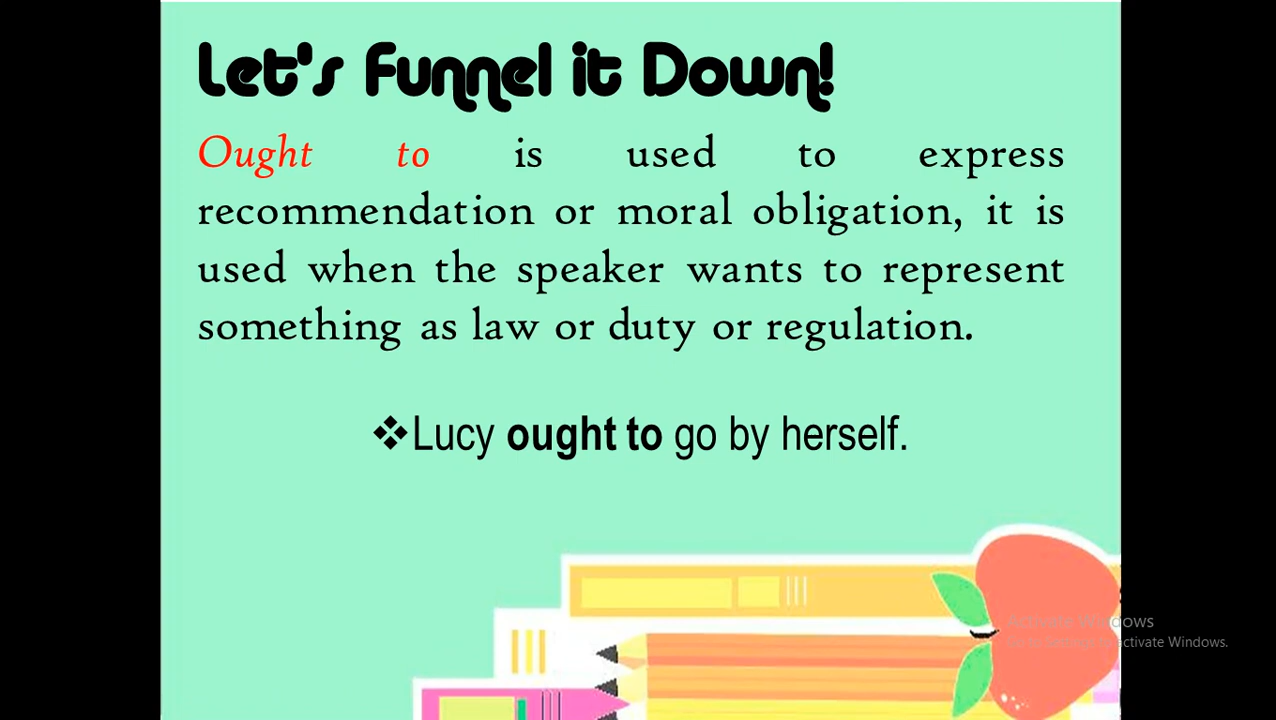 Let's Funnel it Down!
Ought to is used to express
recommendation or moral obligation, it is
used when the speaker wants to represent
something as law or duty or regulation.
❖Lucy ought to go by herself.
Activate Windows
Go to Settings to activate Windows.